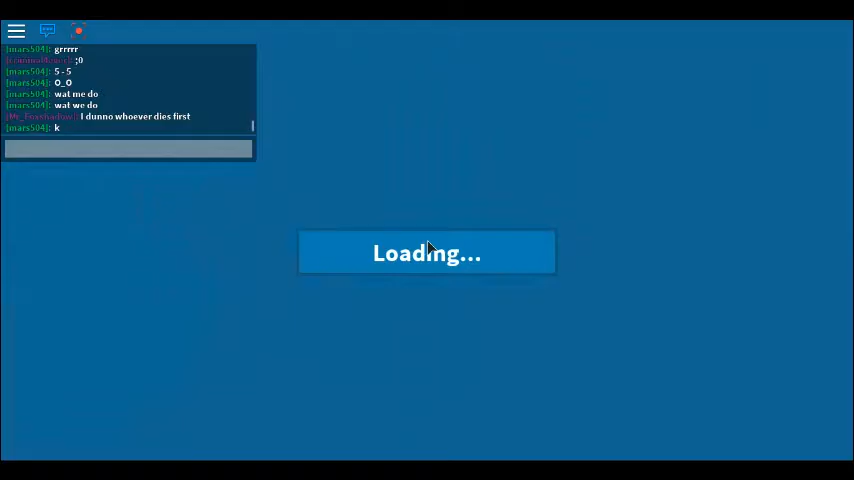 [mars504]: grrrrr
;0
[mars504]: 5 - 5
[mars504]: O_O
[mars504]: wat me do
[mars504]: wat we do
[Mr_Foxshadow]: I dunno whoever dies first
[mars504]: k
Loading...